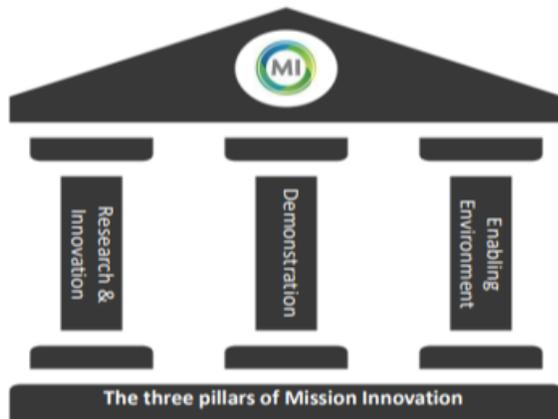 MI
Research &
Innovation
Demonstration
Enabling
Environment
The three pillars of Mission Innovation